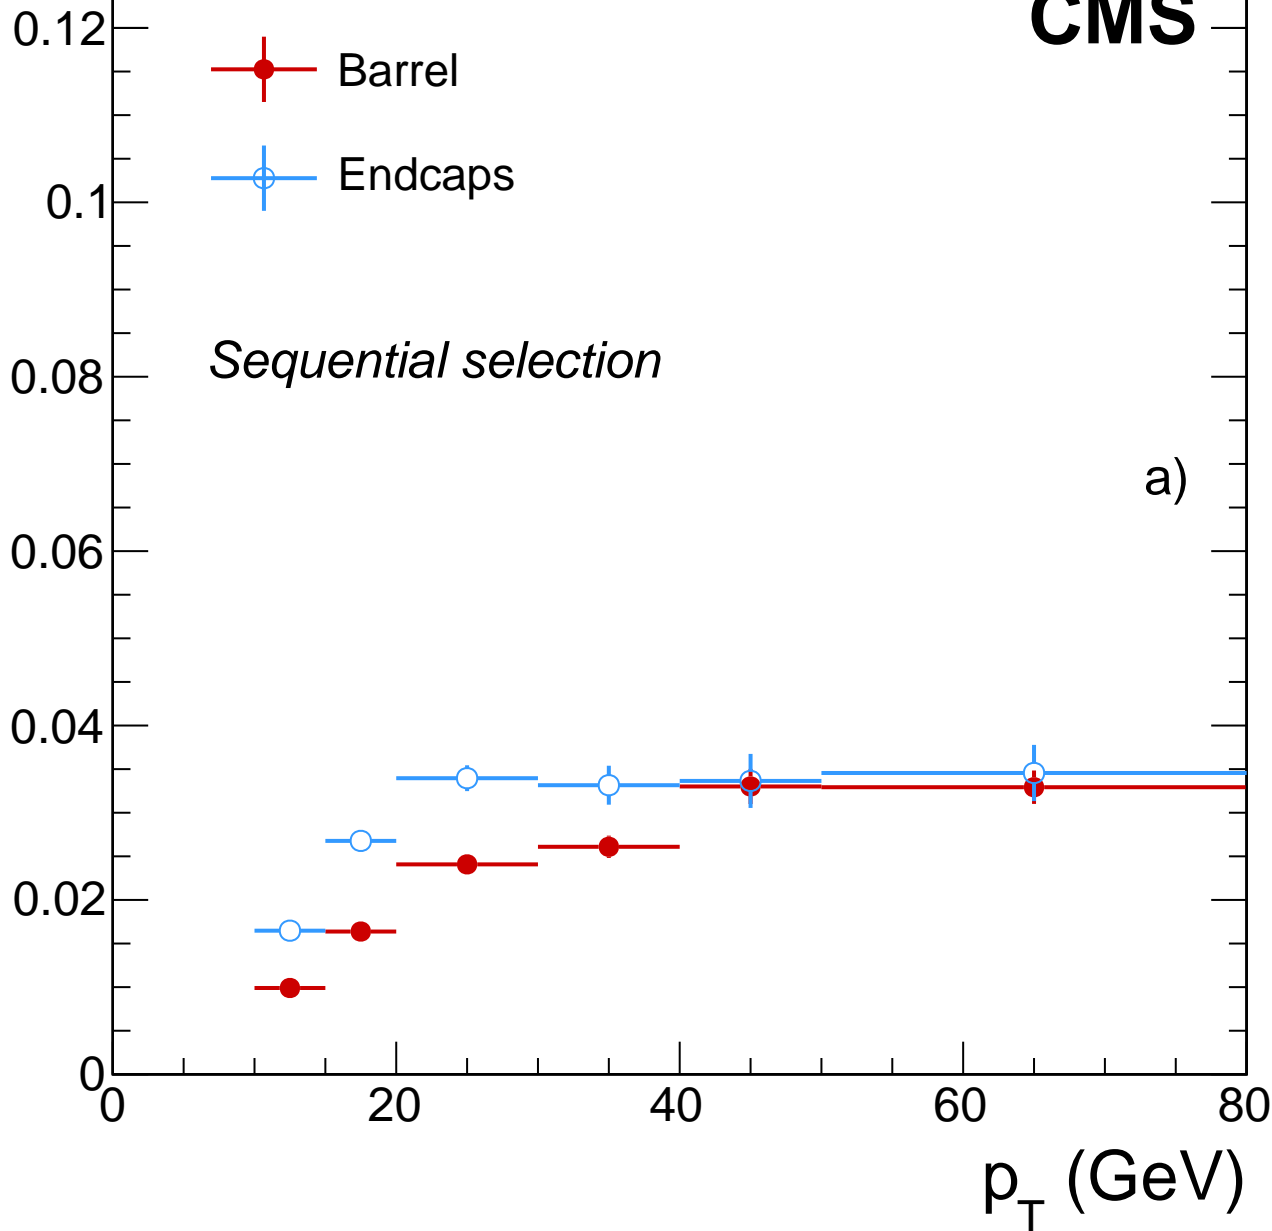 CMS
0.12
Barrel
Endcaps
0.1
Sequential selection
0.08
a)
0.06
0.04
0.02
0
0 20 40 60 80
p_T (GeV)